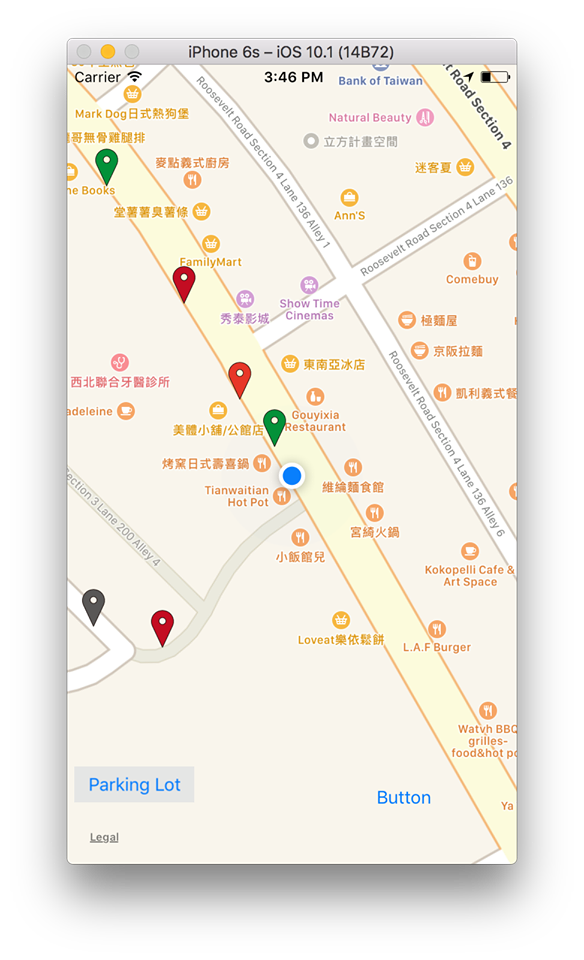 iPhone 6s – iOS 10.1 (14B72)
Carrier
3:46 PM
Bank of Taiwan
Roosevelt Road Section 4
Mark Dog日式熱狗堡
Natural Beauty
哥無骨雞腿排
立方計畫空間
麥點義式廚房
迷客夏
he Books
Roosevelt Road Section 4 Lane 136 Alley 1
Roosevelt Road Section 4 Lane 136
堂薯薯臭薯條
Ann'S
FamilyMart
Comebuy
秀泰影城
Show Time
Cinemas
極麵屋
京阪拉麵
東南亞冰店
西北聯合牙醫診所
凱利義式餐
adeleine
Gouyixia
Restaurant
美體小舖/公館店
Roosevelt Road Section 4 Lane 136 Alley 6
烤窯日式壽喜鍋
維綸麵食館
Tianwaitian
Hot Pot
Section 3 Lane 200 Alley 4
宮綺火鍋
小飯館兒
Kokopelli Cafe &
Art Space
Loveat樂依鬆餅
L.A.F Burger
Watvh BBQ
grilles-
food&hot po
Parking Lot
Button
Ya
Legal